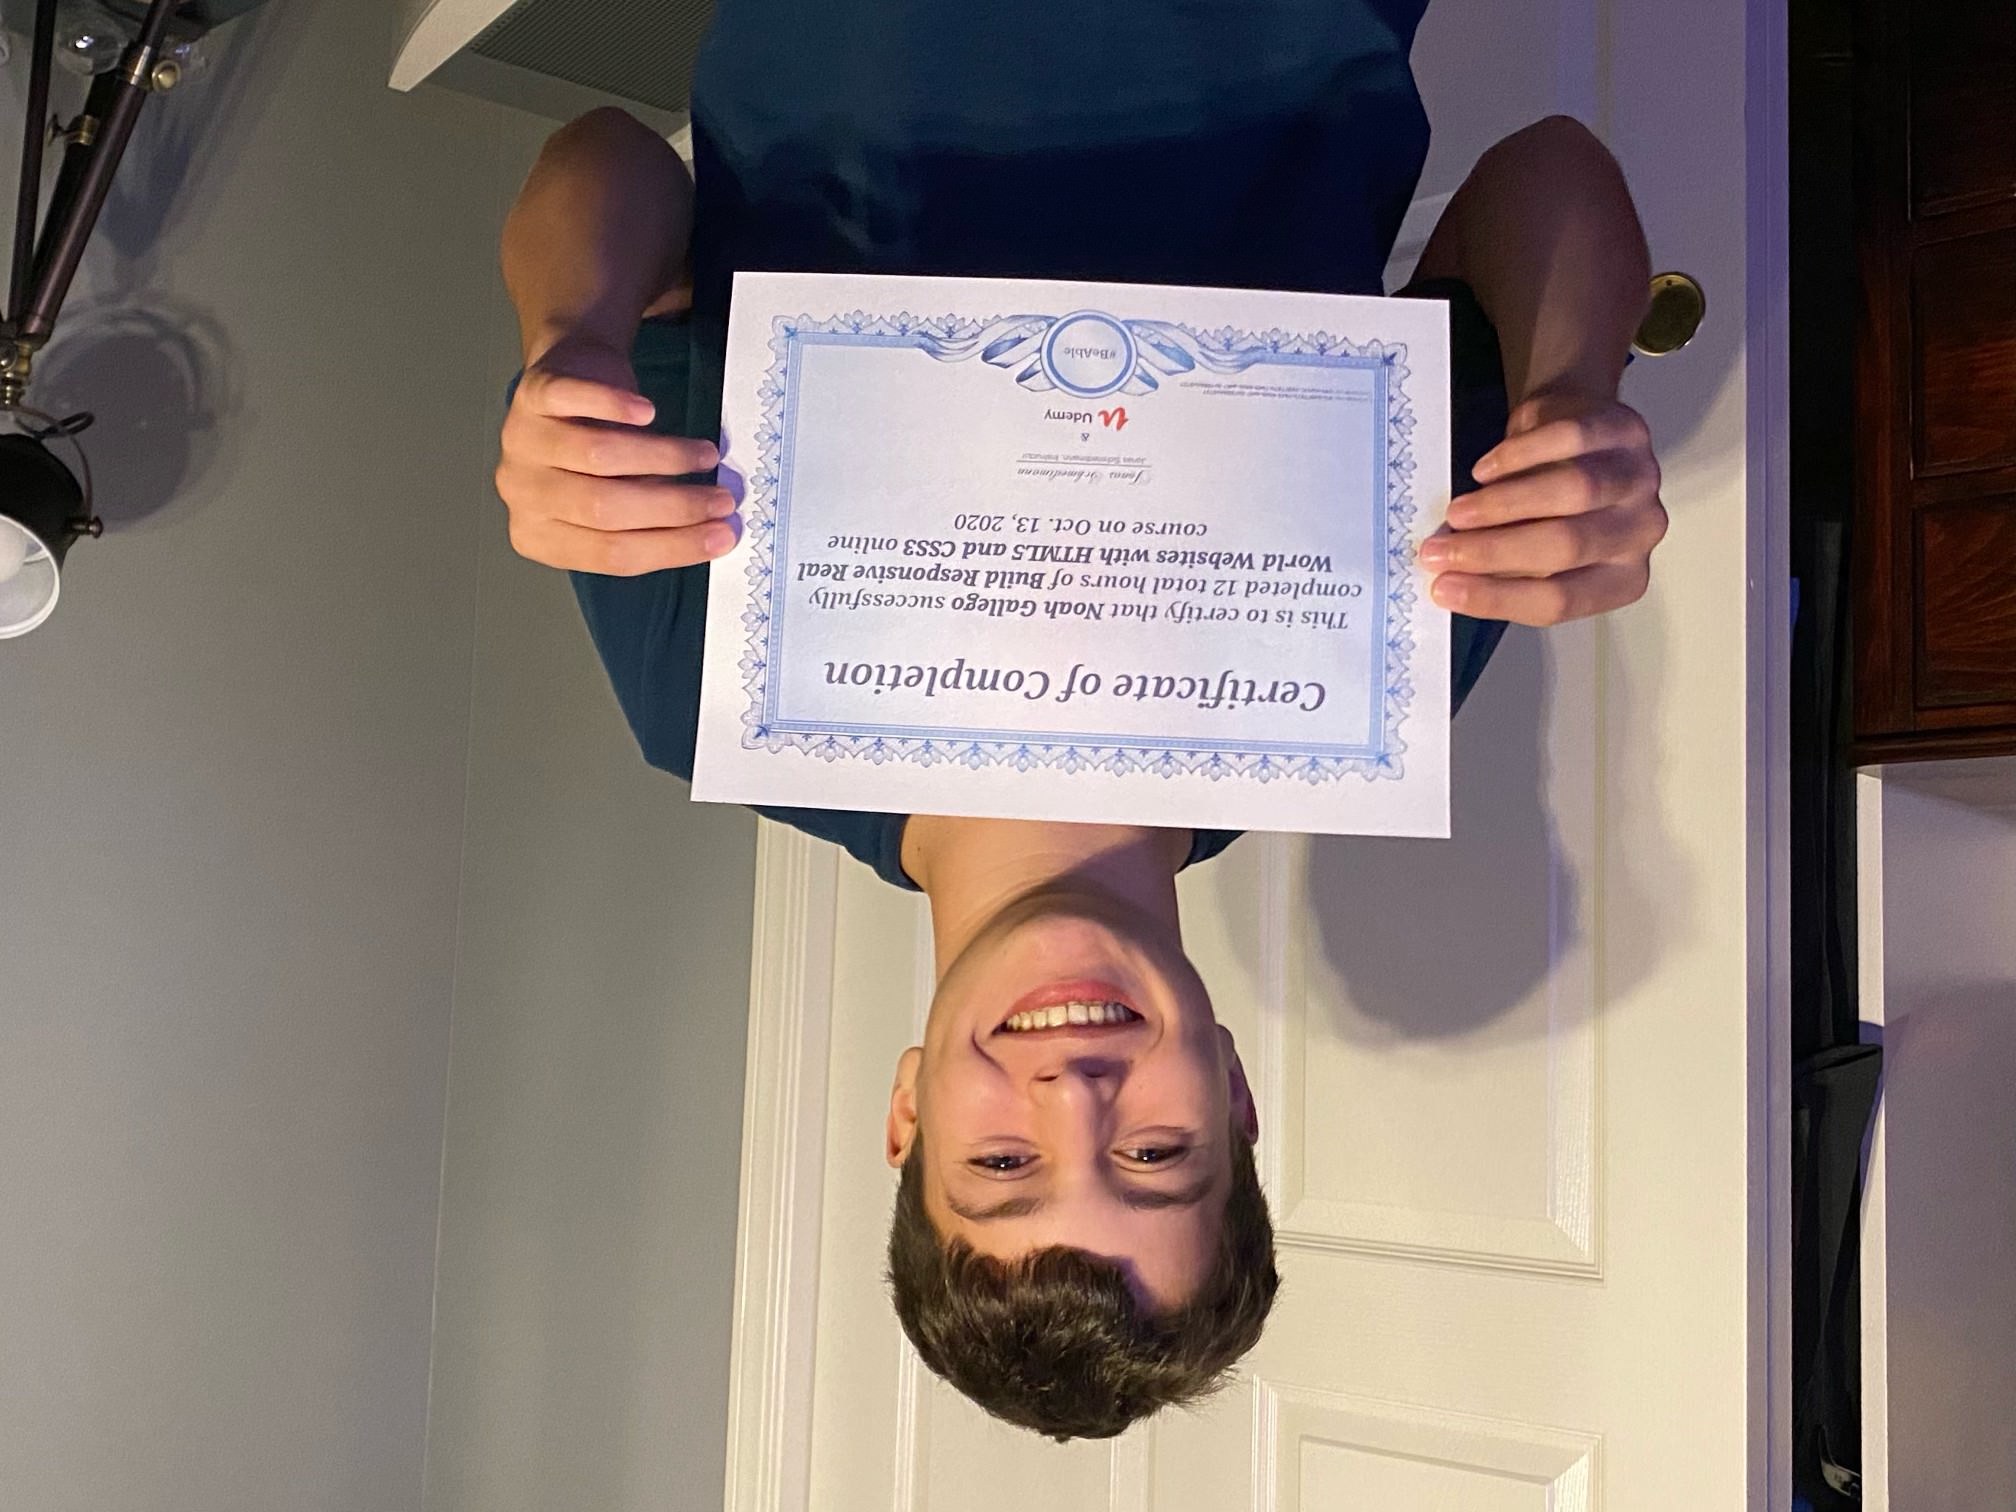 Certificate of Completion
This is to certify that Noah Gallego successfully
completed 12 total hours of Build Responsive Real
World Websites with HTML5 and CSS3 online
course on Oct. 13, 2020
Jonas Schmedtmann
Jonas Schmedtmann, Instructor
&
Udemy
#BeAble